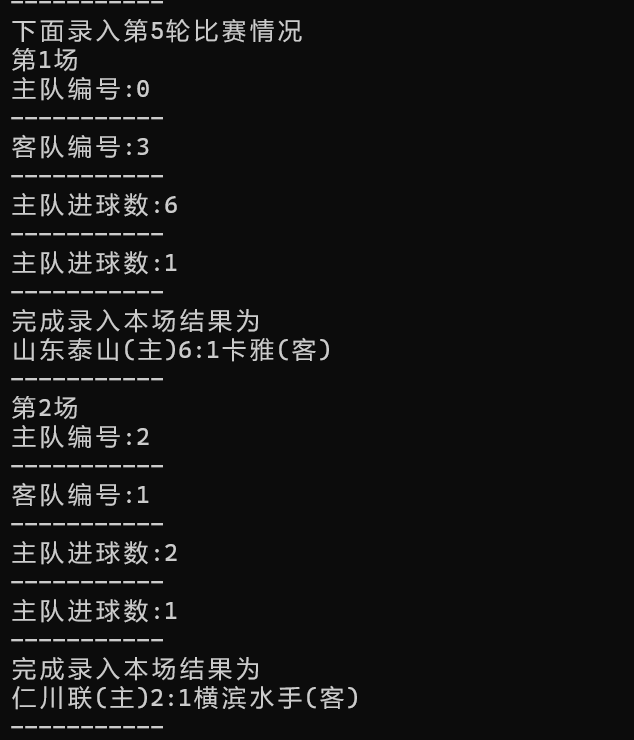 -----------
下面录入第5轮比赛情况
第1场
主队编号:0
-----------
客队编号:3
-----------
主队进球数:6
-----------
主队进球数:1
-----------
完成录入本场结果为
山东泰山(主)6:1卡雅(客)
-----------
第2场
主队编号:2
-----------
客队编号:1
-----------
主队进球数:2
-----------
主队进球数:1
-----------
完成录入本场结果为
仁川联(主)2:1横滨水手(客)
-----------